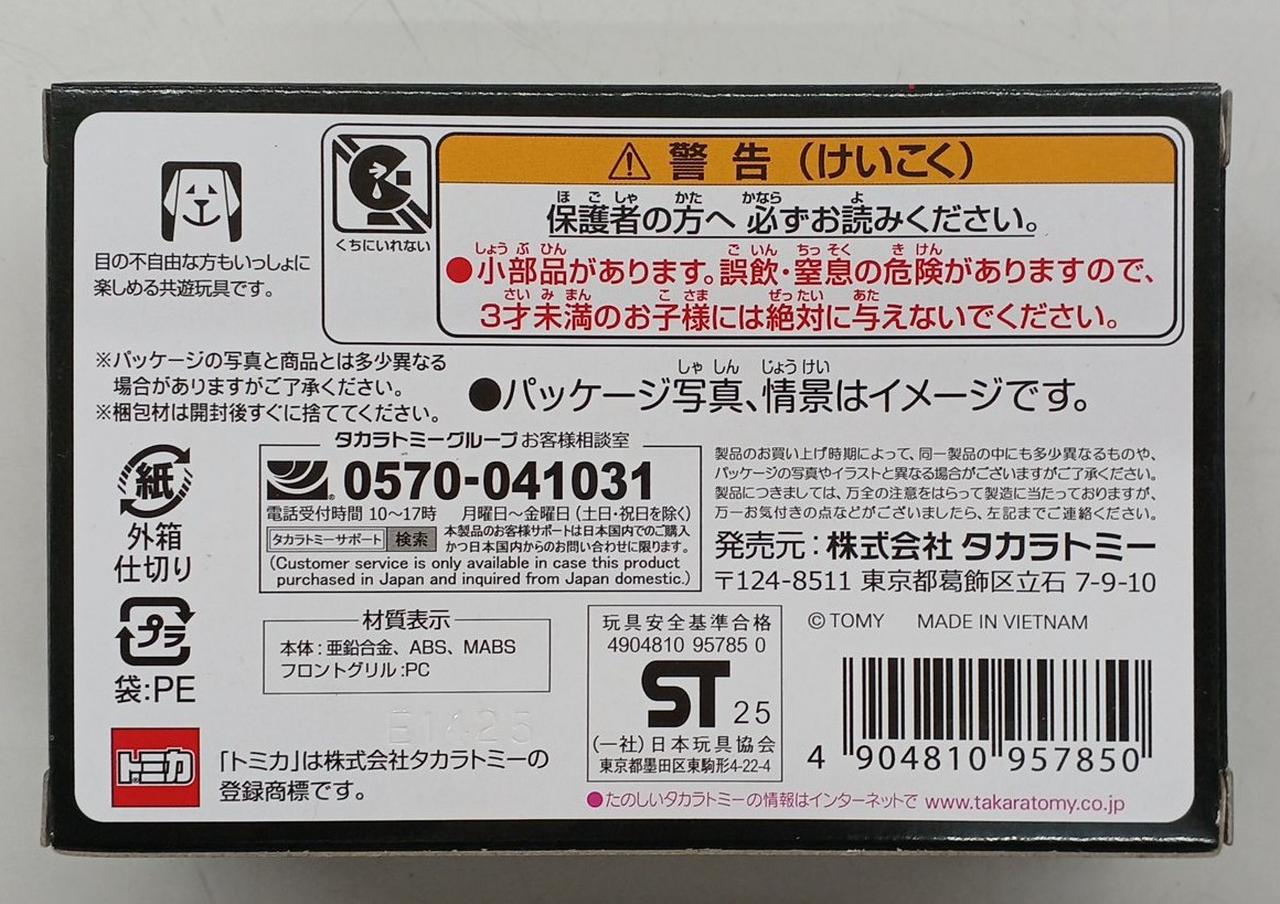 目の不自由な方もいっしょに
楽しめる共遊玩具です。
くちにいれない
⚠警告(けいこく)
保護者の方へ 必ずお読みください。
ほごしゃ かた かなら よ
●小部品があります。誤飲・窒息の危険がありますので、
しょうぶひん ごいん ちっそく きけん
3才未満のお子様には絶対に与えないでください。
さいみまん こさま ぜったい あた
※パッケージの写真と商品とは多少異なる
場合がありますがご了承ください。
※梱包材は開封後すぐに捨ててください。
●パッケージ写真、情景はイメージです。
しゃしん じょうけい
紙
外箱
仕切り
プラ
袋:PE
タカラトミーグループ お客様相談室
0570-041031
電話受付時間 10〜17時 月曜日〜金曜日(土日・祝日を除く)
タカラトミーサポート 検索
本製品のお客様サポートは日本国内でのご購入
かつ日本国内からのお問い合わせに限ります。
(Customer service is only available in case this product
purchased in Japan and inquired from Japan domestic.)
製品のお買い上げ時期によって、同一製品の中にも多少異なるものや、
パッケージの写真やイラストと異なる場合がございますがご了承ください。
製品につきましては、万全の注意をはらって製造に当たっておりますが、
万一お気付きの点などがございましたら、左記までご連絡ください。
発売元:株式会社 タカラトミー
〒124-8511 東京都葛飾区立石 7-9-10
材質表示
本体:亜鉛合金、ABS、MABS
フロントグリル:PC
E1425
玩具安全基準合格
4904810 95785 0
ST 25
(一社)日本玩具協会
東京都墨田区東駒形4-22-4
©TOMY MADE IN VIETNAM
4 904810 957850
トミカ
「トミカ」は株式会社タカラトミーの
登録商標です。
●たのしいタカラトミーの情報はインターネットで www.takaratomy.co.jp